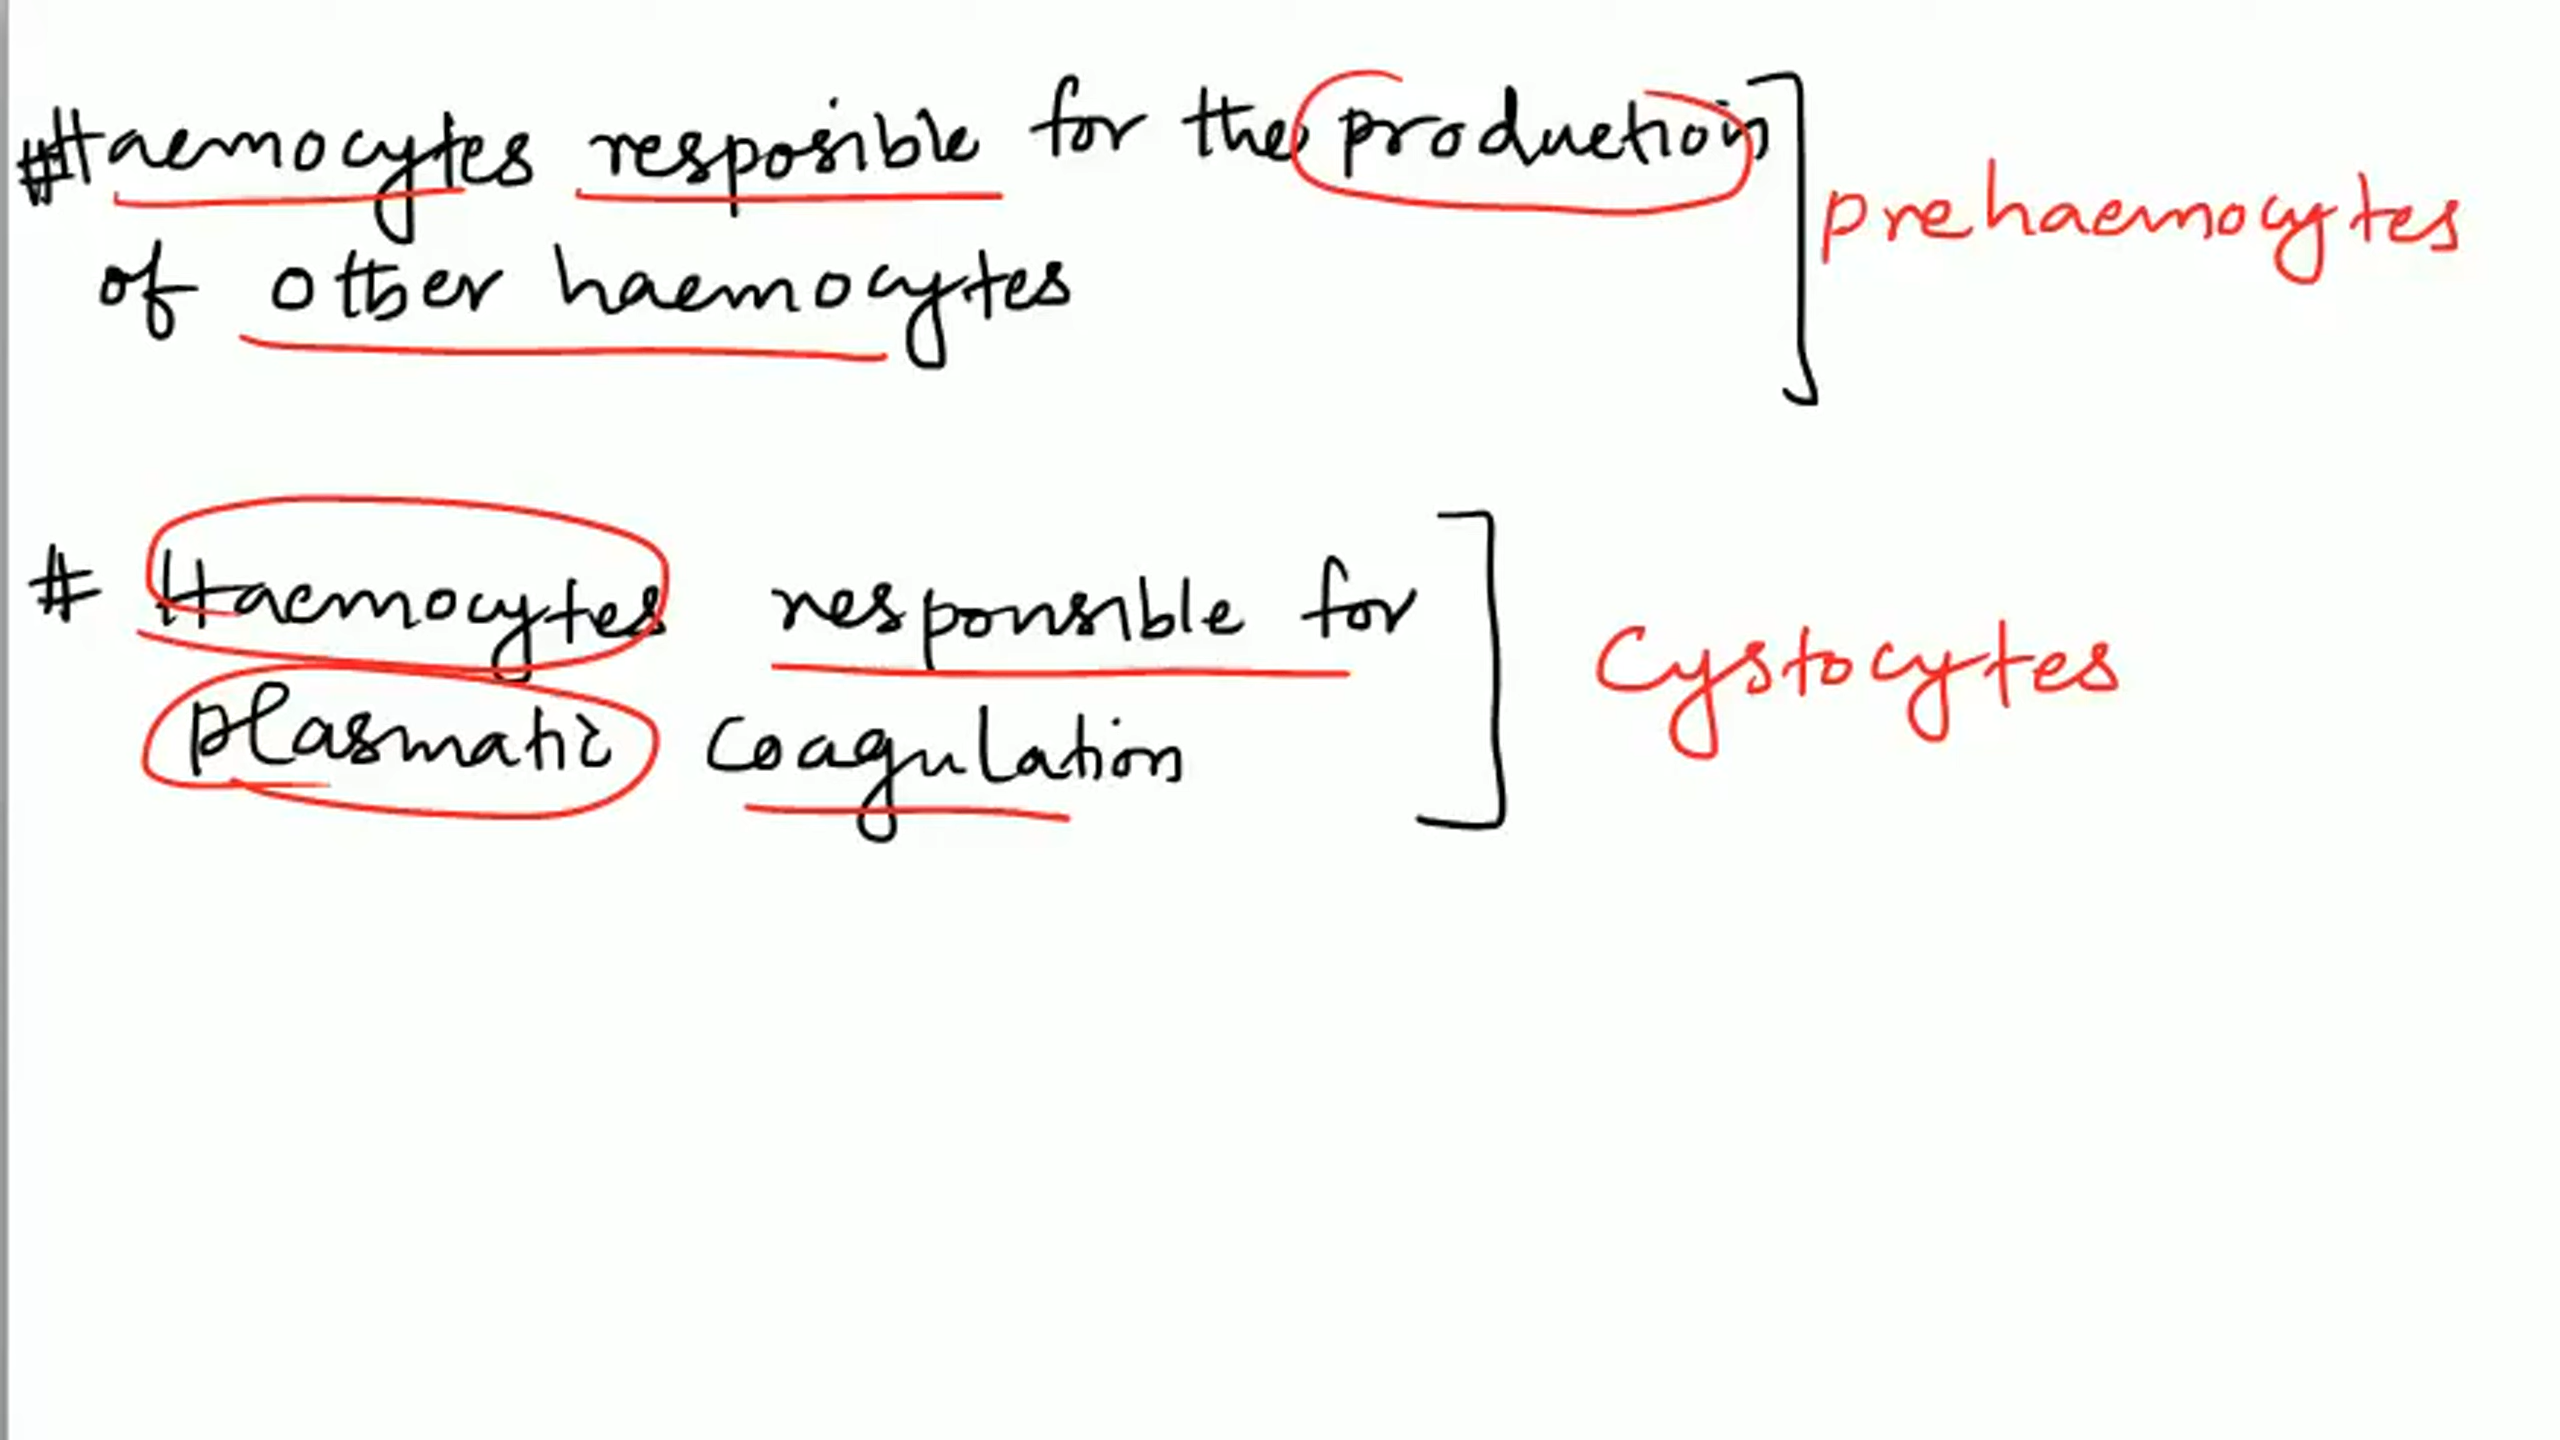 #Haemocytes resposible for the production
of other haemocytes
prehaemocytes
# Haemocytes responsible for
plasmatic coagulation
Cystocytes